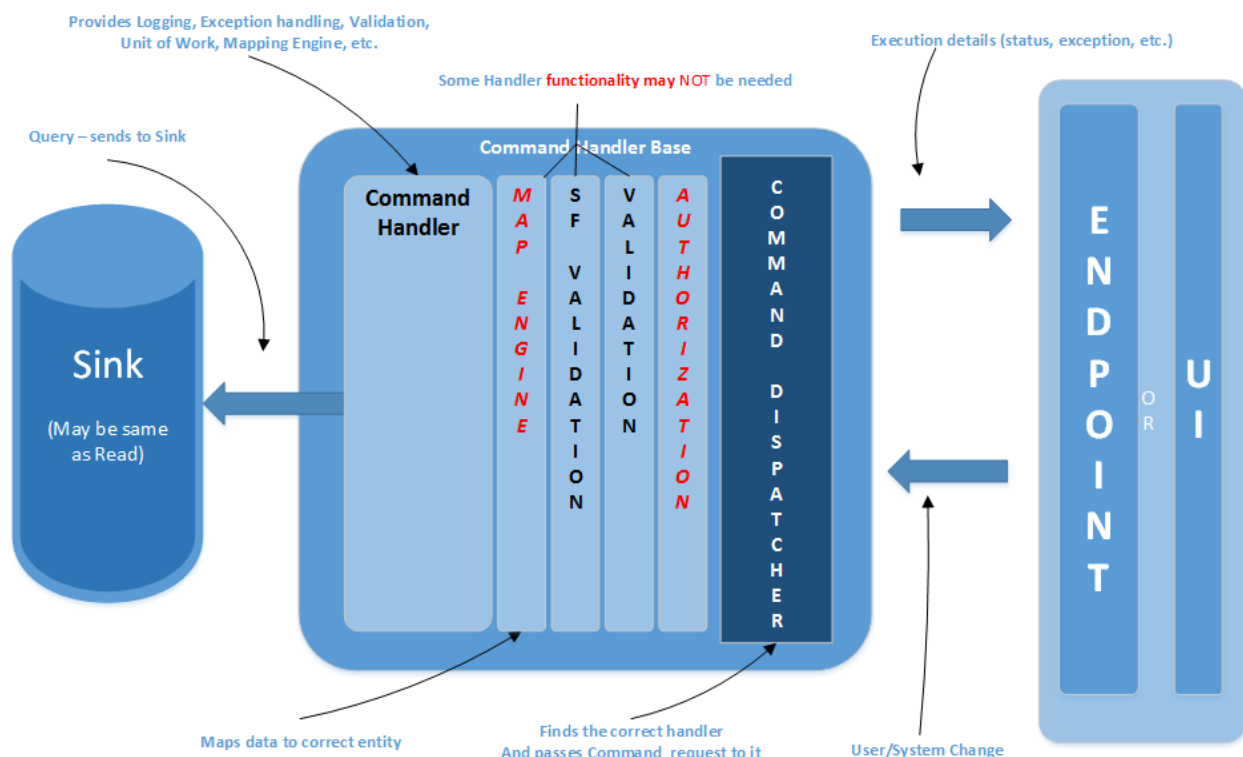 Provides Logging, Exception handling, Validation,
Unit of Work, Mapping Engine, etc.
Execution details (status, exception, etc.)
Some Handler functionality may NOT be needed
Query – sends to Sink
Command Handler Base
Command
Handler
MAP ENGINE
SF VALIDATION
VALIDATION
AUTHORIZATION
COMMAND DISPATCHER
ENDPOINT
OR
UI
Sink
(May be same
as Read)
Maps data to correct entity
Finds the correct handler
And passes Command request to it
User/System Change